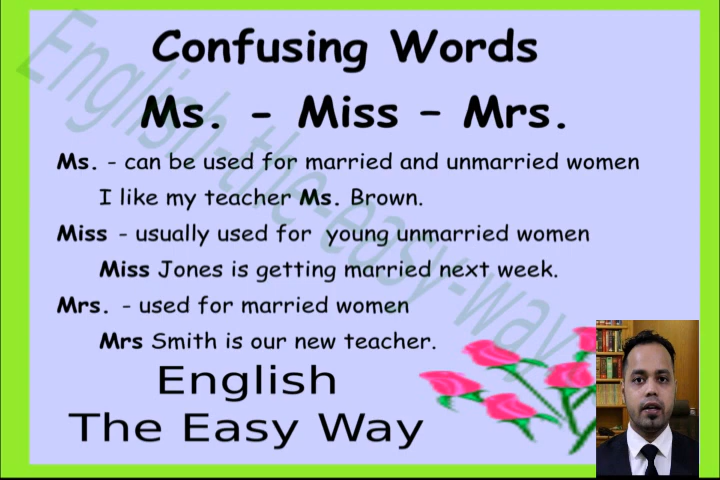 Confusing Words
Ms. - Miss – Mrs.
Ms. - can be used for married and unmarried women
I like my teacher Ms. Brown.
Miss - usually used for young unmarried women
Miss Jones is getting married next week.
Mrs. - used for married women
Mrs Smith is our new teacher.
English
The Easy Way
English-the-easy-way